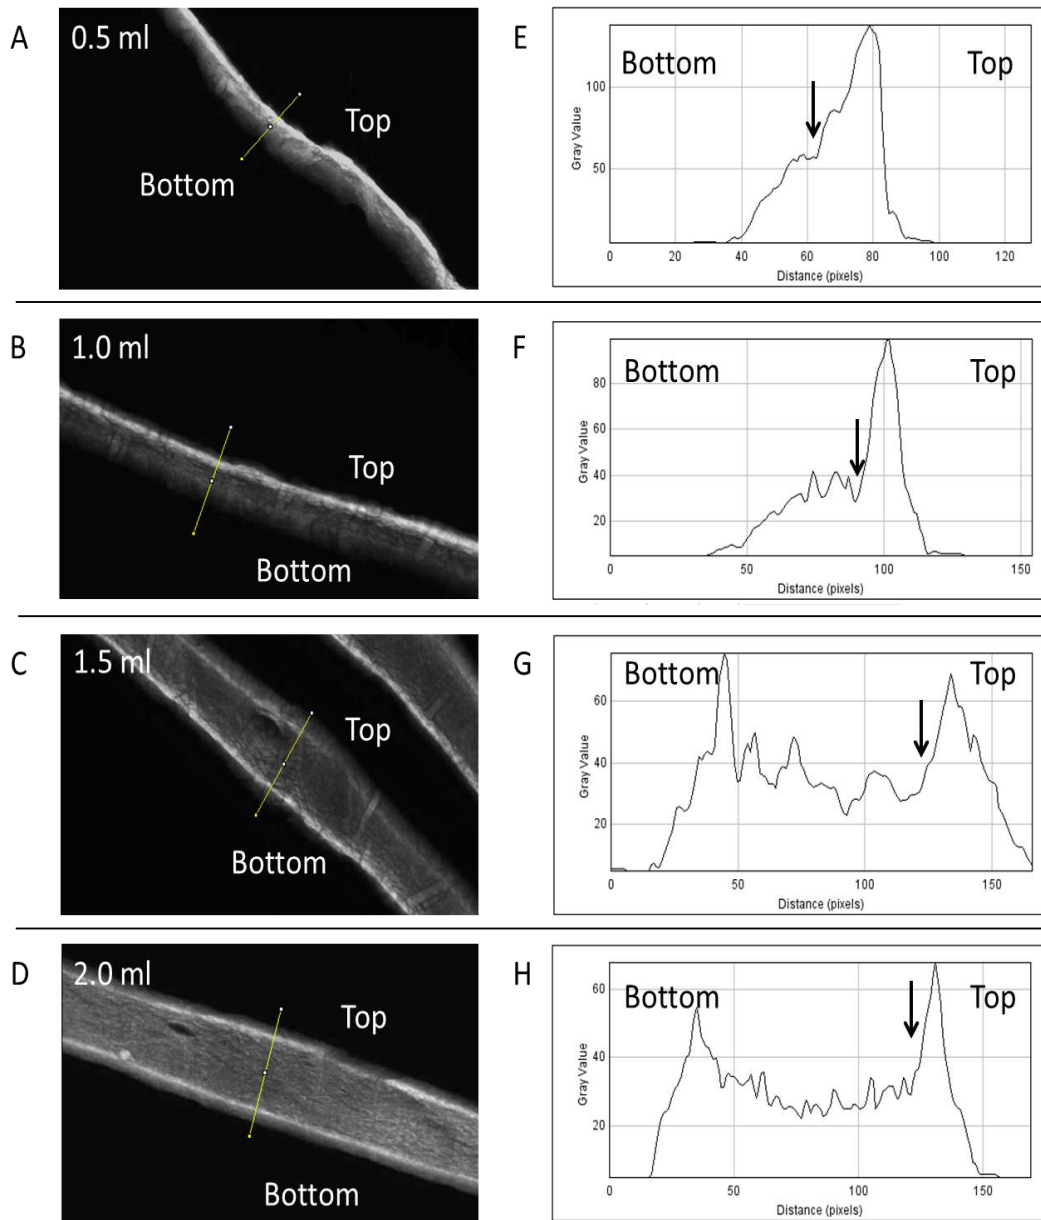 A
0.5 ml
Top
Bottom
E
Bottom
Top
Gray Value
100
50
0
20
40
60
80
100
120
Distance (pixels)
B
1.0 ml
Top
Bottom
F
Bottom
Top
Gray Value
80
60
40
20
0
50
100
150
Distance (pixels)
C
1.5 ml
Top
Bottom
G
Bottom
Top
Gray Value
60
40
20
0
50
100
150
Distance (pixels)
D
2.0 ml
Top
Bottom
H
Bottom
Top
Gray Value
60
40
20
0
50
100
150
Distance (pixels)